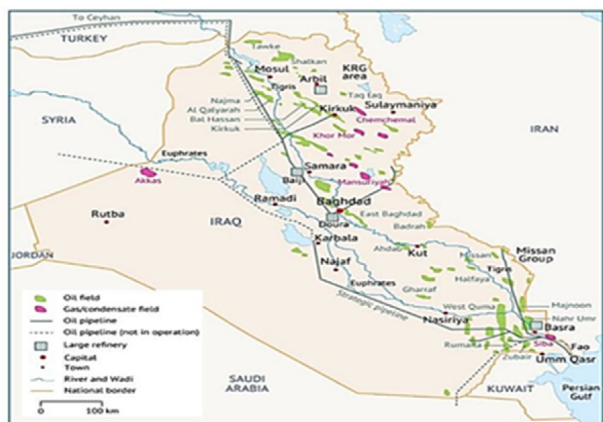 To Ceyhan
TURKEY
Tawke
Shaikan
Mosul
Arbil
KRG
area
Tigris
Taq Taq
Najma
Al Qaiyarah
Bai Hassan
Kirkuk
Kirkuk
Sulaymaniya
Chemchemal
SYRIA
Khor Mor
IRAN
Euphrates
Samara
Akkas
Baiji
Mansuriyah
Ramadi
Baghdad
Rutba
IRAQ
Doura
East Baghdad
Badrah
Karbala
JORDAN
Ahdab
Kut
Missan
Missan
Group
Najaf
Tigris
Euphrates
Halfaya
Gharraf
Strategic pipeline
West Qurna
Majnoon
Nasiriya
Nahr Umr
Basra
Rumaila
Siba
Fao
Zubair
Umm Qasr
SAUDI
ARABIA
KUWAIT
Persian
Gulf
Oil field
Gas/condensate field
Oil pipeline
Oil pipeline (not in operation)
Large refinery
Capital
Town
River and Wadi
National border
0 100 km